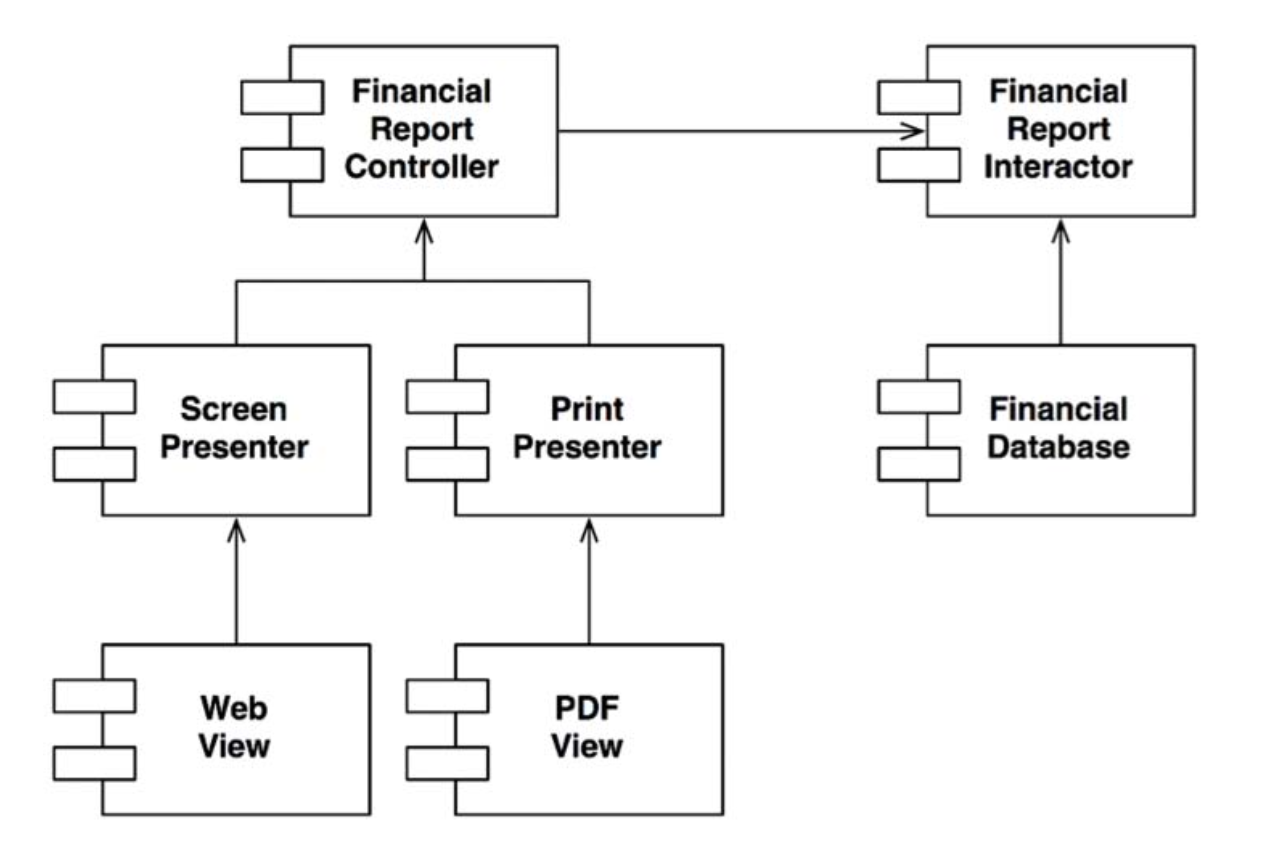 Financial
Report
Controller
Financial
Report
Interactor
Screen
Presenter
Print
Presenter
Financial
Database
Web
View
PDF
View